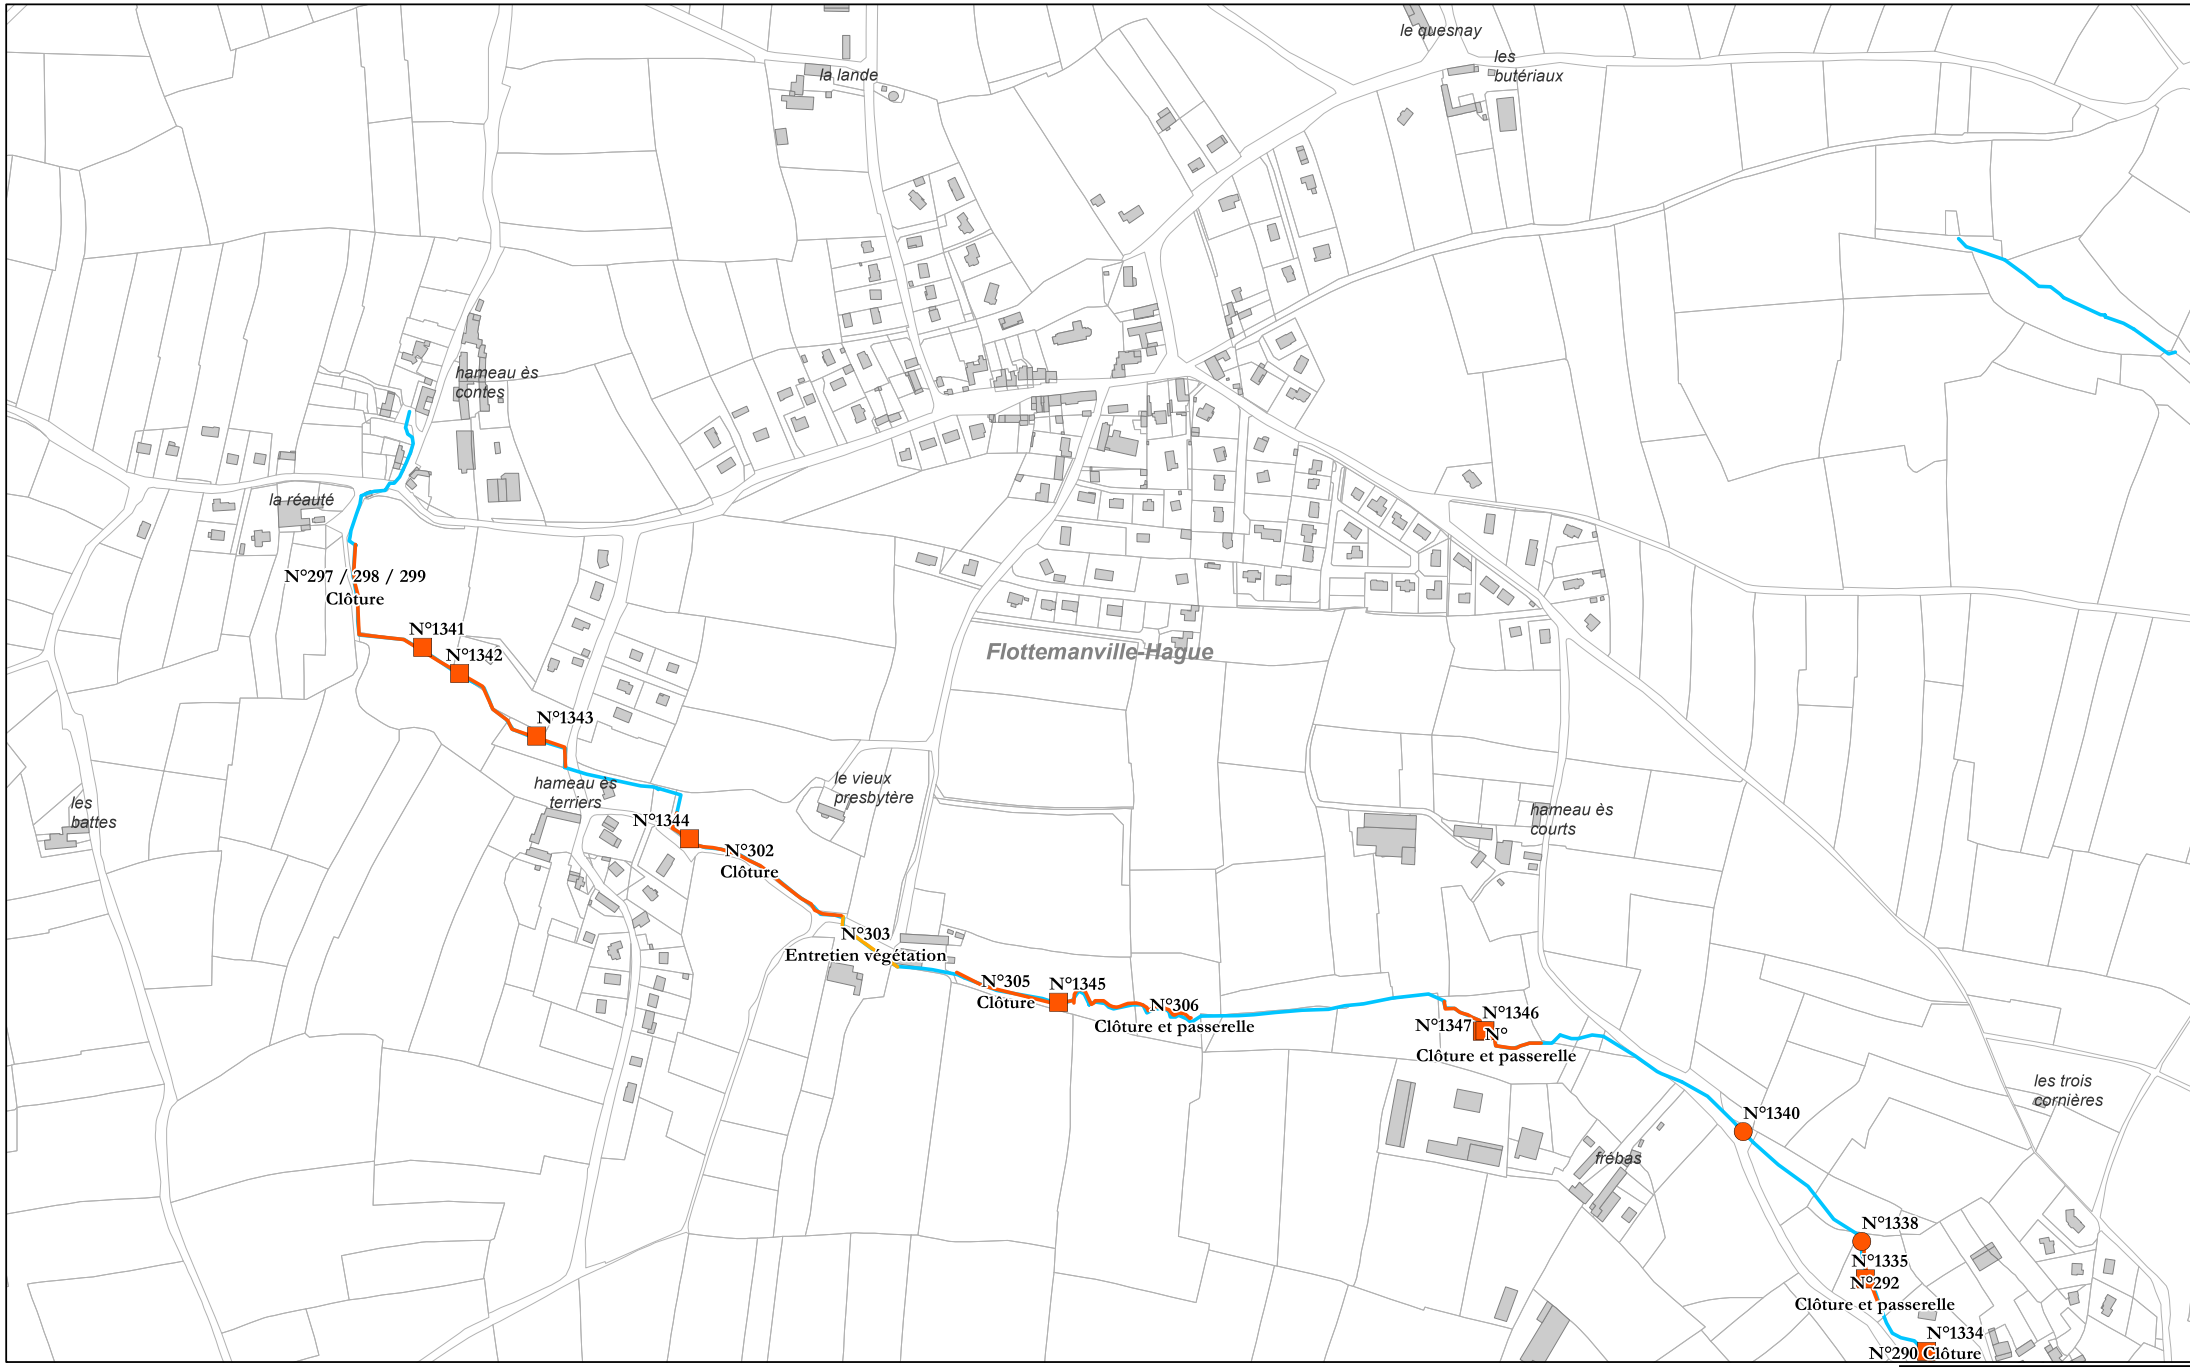 le quesnay
les
butériaux
la lande
hameau ès
contes
la réauté
N°297 / 298 / 299
Clôture
N°1341
N°1342
Flottemanville-Hague
N°1343
hameau ès
terriers
le vieux
presbytère
les
battes
hameau ès
courts
N°1344
N°302
Clôture
N°303
Entretien végétation
N°305
Clôture
N°1345
N°306
Clôture et passerelle
N°1346
N°1347
N°
Clôture et passerelle
les trois
cornières
N°1340
frébas
N°1338
N°1335
N°292
Clôture et passerelle
N°1334
N°290 Clôture